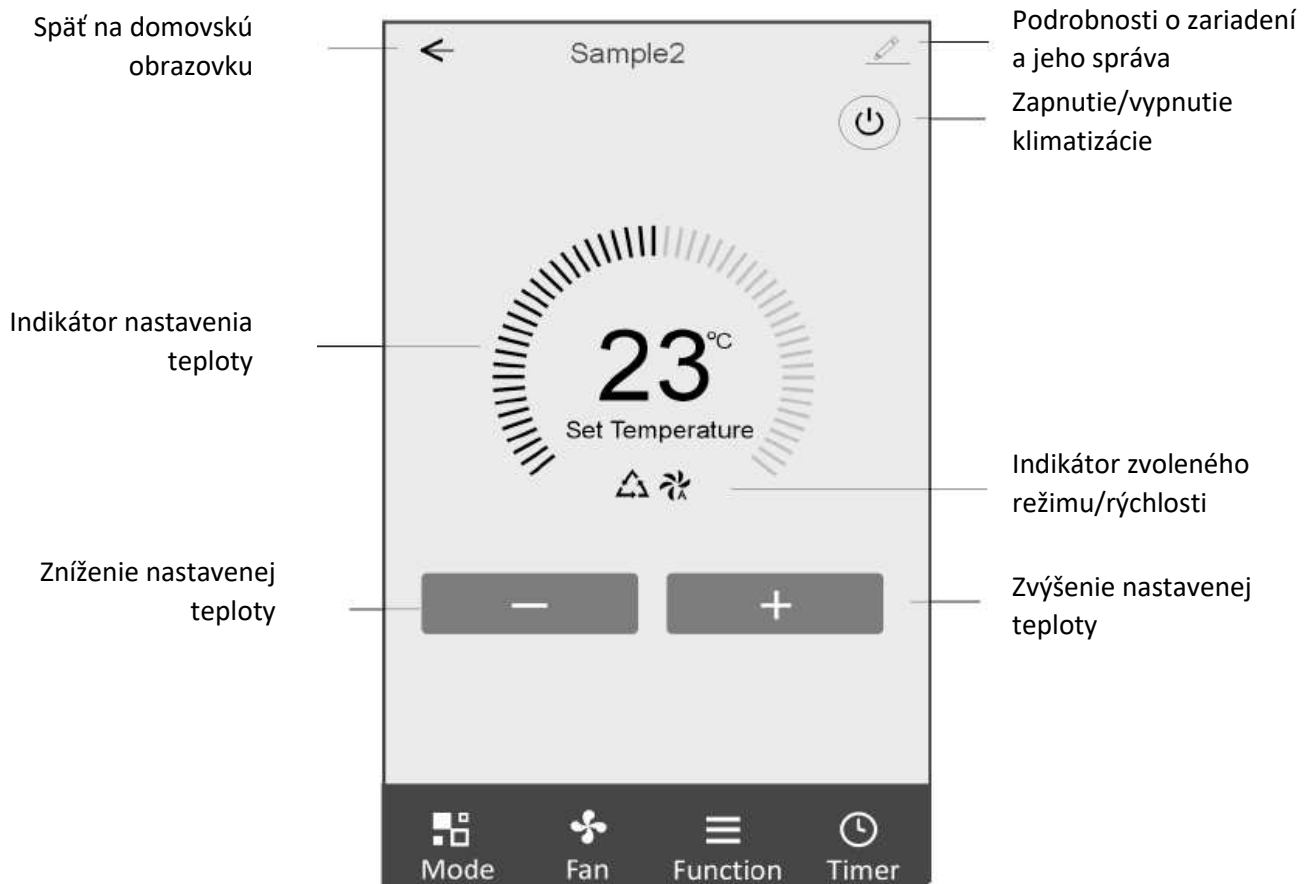 Späť na domovskú
obrazovku
Sample2
Podrobnosti o zariadení
a jeho správa
Zapnutie/vypnutie
klimatizácie
Indikátor nastavenia
teploty
23°C
Set Temperature
A
Indikátor zvoleného
režimu/rýchlosti
Zníženie nastavenej
teploty
−
+
Zvýšenie nastavenej
teploty
Mode Fan Function Timer